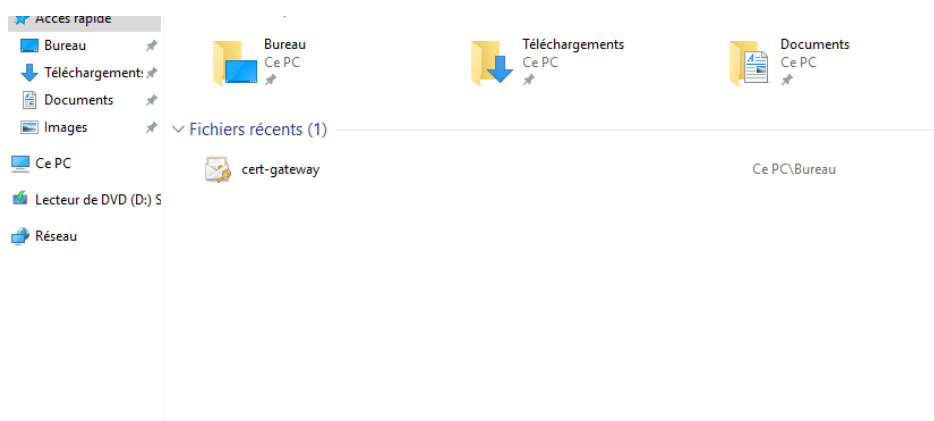 Accès rapide
Bureau
Téléchargement
Documents
Images
Ce PC
Lecteur de DVD (D:) S
Réseau
Bureau
Ce PC
Téléchargements
Ce PC
Documents
Ce PC
Fichiers récents (1)
cert-gateway
Ce PC\Bureau